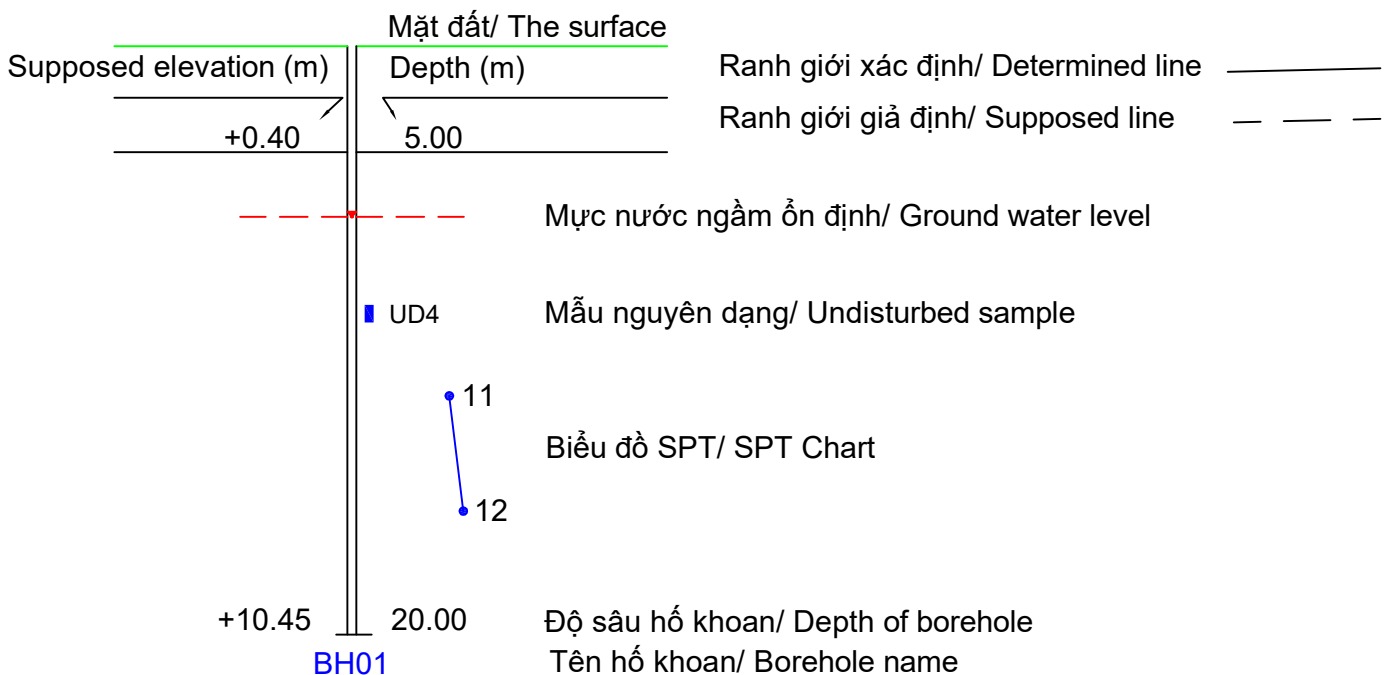 Mặt đất/ The surface
Supposed elevation (m) Depth (m) Ranh giới xác định/ Determined line
Ranh giới giả định/ Supposed line
+0.40 5.00
Mực nước ngầm ổn định/ Ground water level
UD4 Mẫu nguyên dạng/ Undisturbed sample
11
Biểu đồ SPT/ SPT Chart
12
+10.45 20.00 Độ sâu hố khoan/ Depth of borehole
BH01 Tên hố khoan/ Borehole name